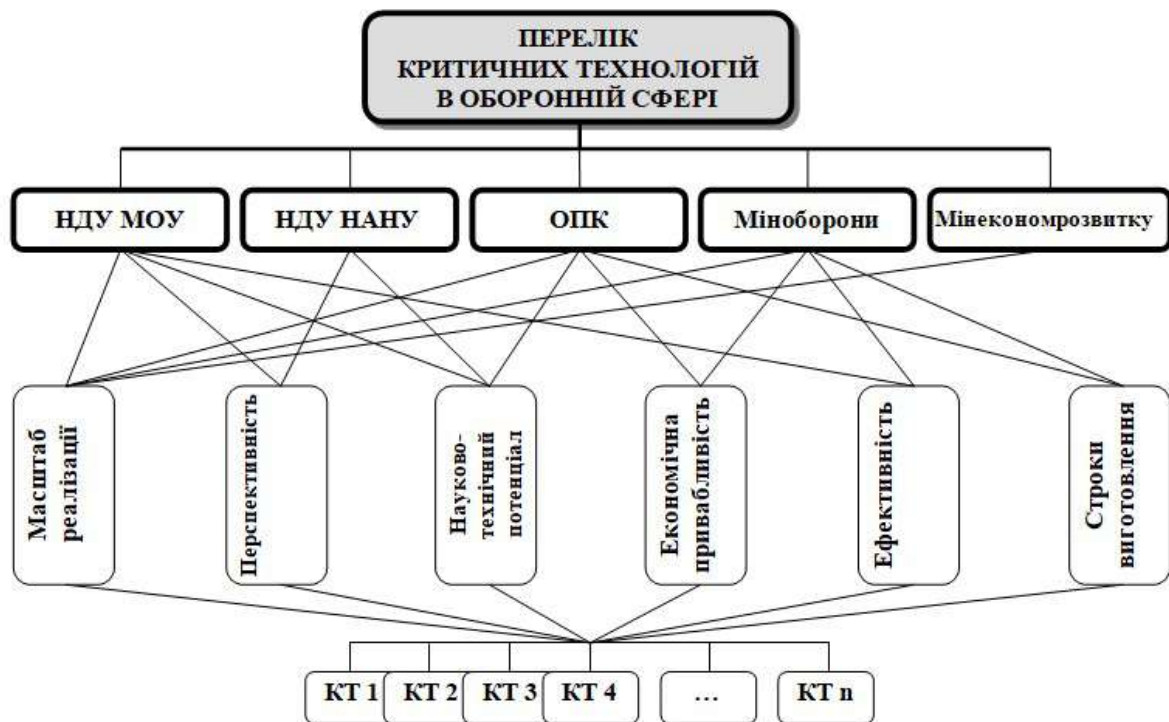 ПЕРЕЛІК
КРИТИЧНИХ ТЕХНОЛОГІЙ
В ОБОРОННІЙ СФЕРІ
НДУ МОУ
НДУ НАНУ
ОПК
Міноборони
Мінекономрозвитку
Масштаб
реалізації
Перспективність
Науково-
технічний
потенціал
Економічна
привабливість
Ефективність
Строки
виготовлення
КТ 1
КТ 2
КТ 3
КТ 4
…
КТ n